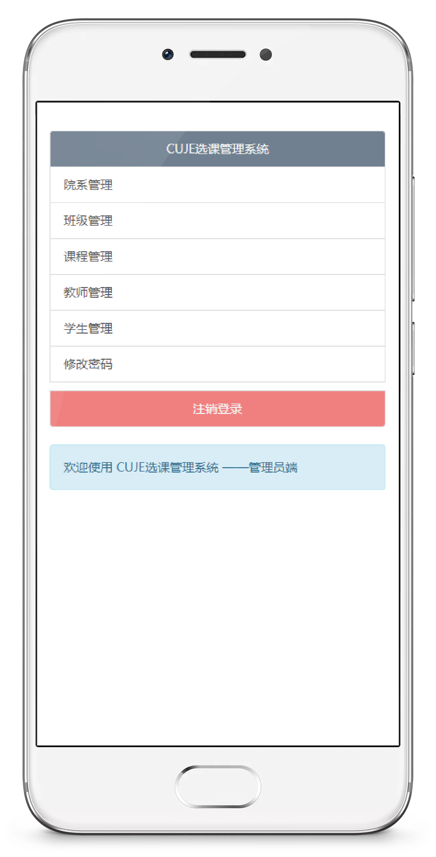 CUJE选课管理系统
院系管理
班级管理
课程管理
教师管理
学生管理
修改密码
注销登录
欢迎使用 CUJE选课管理系统 ——管理员端